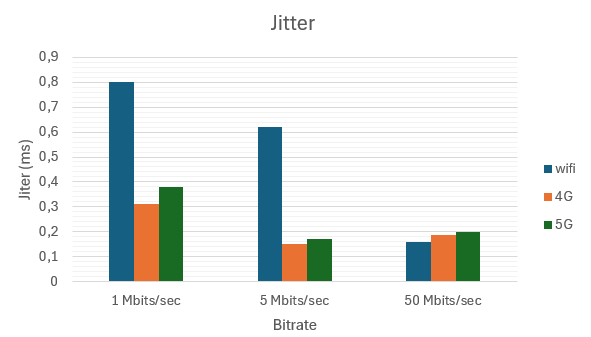 Jitter
0,9
0,8
0,7
0,6
0,5
0,4
0,3
0,2
0,1
0
Jiter (ms)
1 Mbits/sec 5 Mbits/sec 50 Mbits/sec
Bitrate
wifi
4G
5G